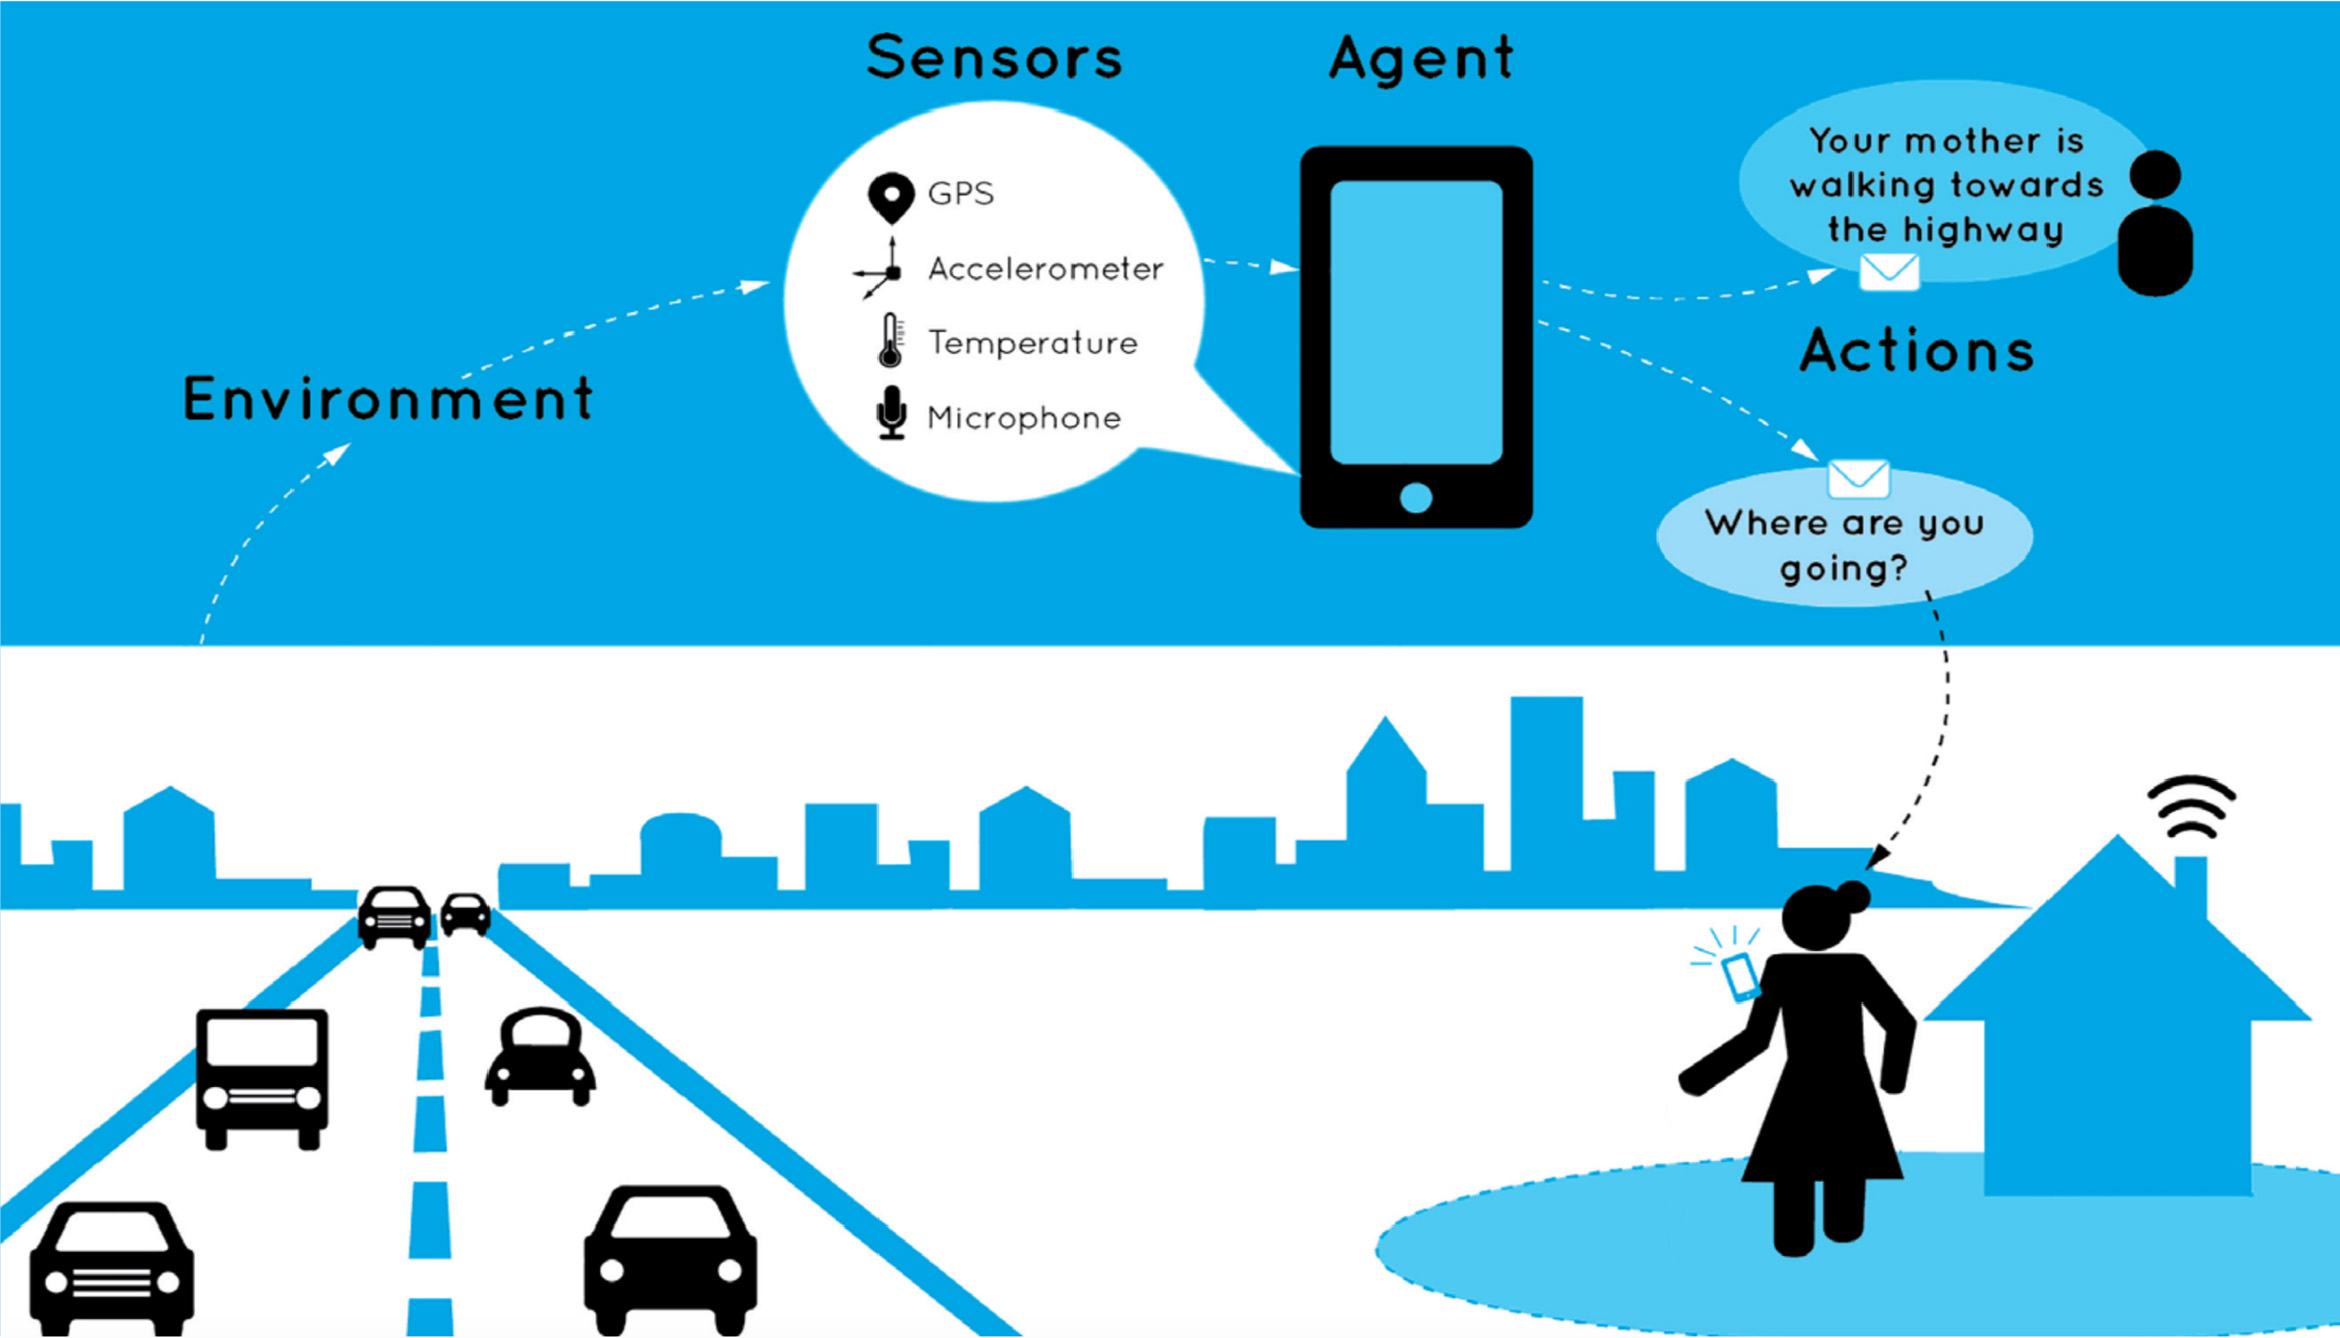 Sensors
Agent
Your mother is
walking towards
the highway
GPS
Accelerometer
Temperature
Microphone
Environment
Actions
Where are you
going?